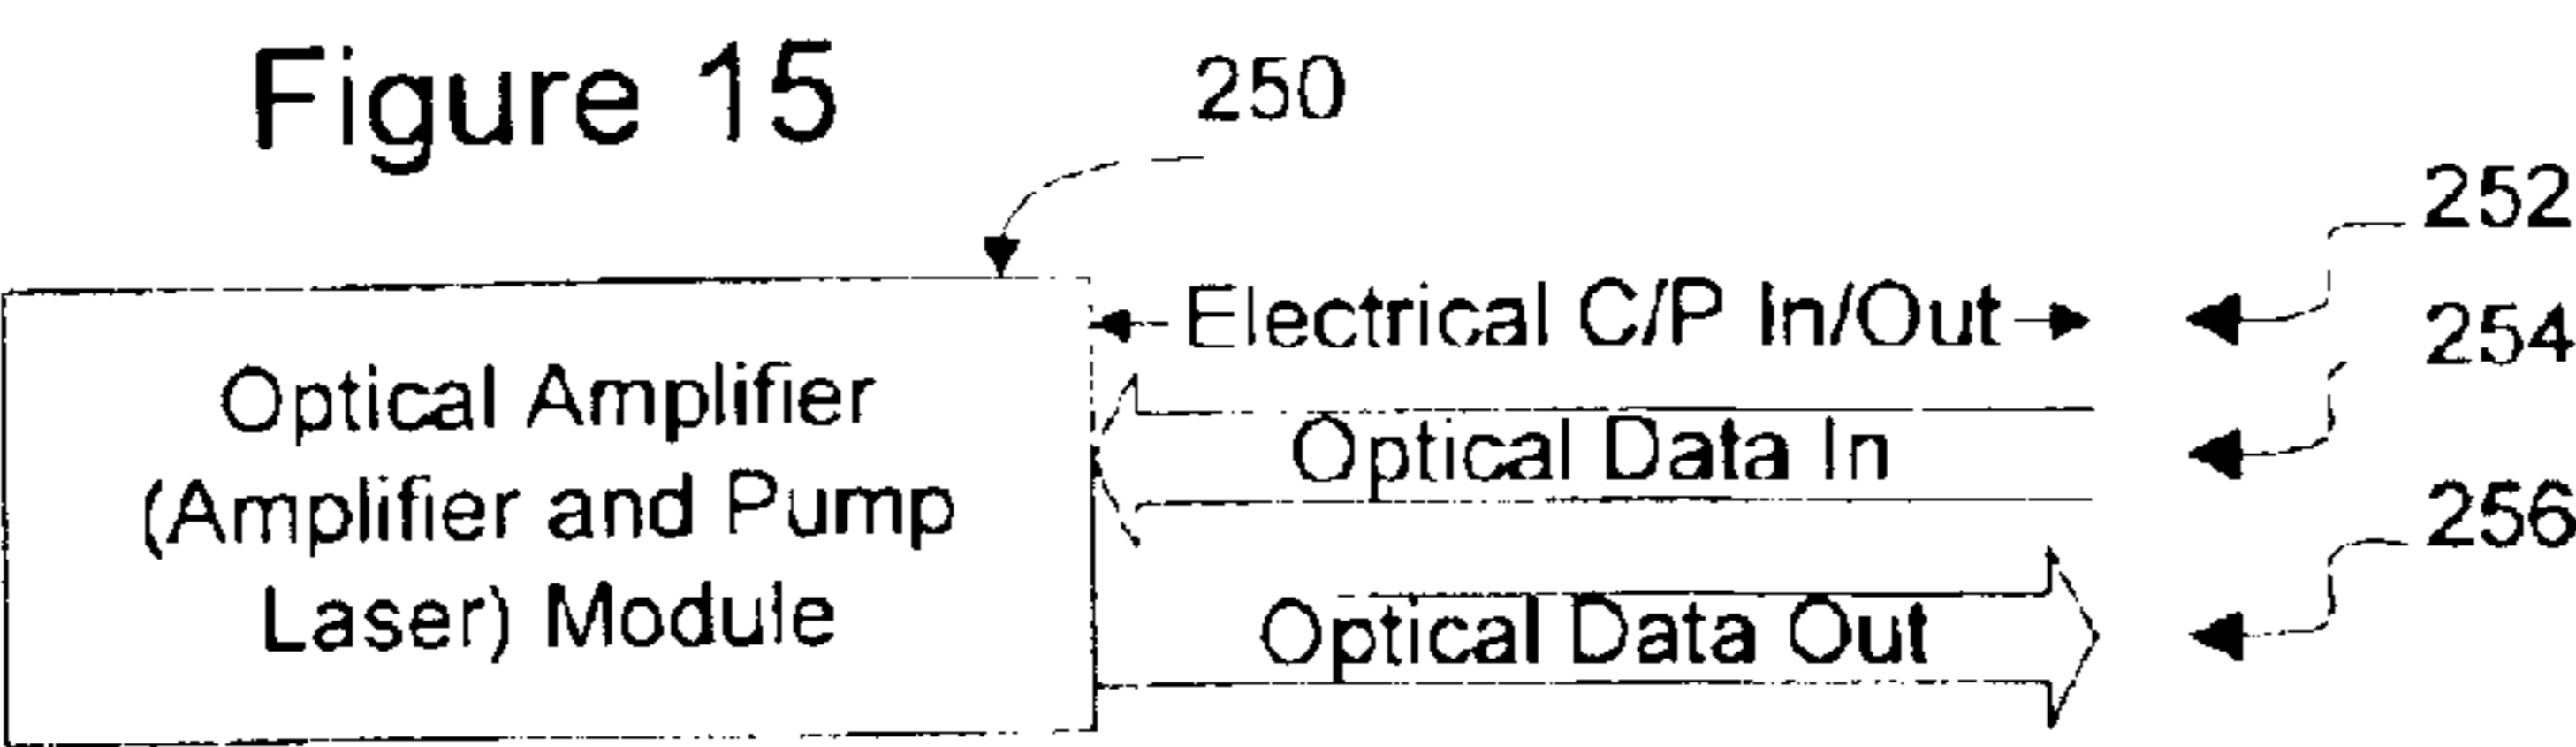 Figure 15
250
252
Electrical C/P In/Out
254
Optical Data In
256
Optical Data Out
Optical Amplifier
(Amplifier and Pump
Laser) Module